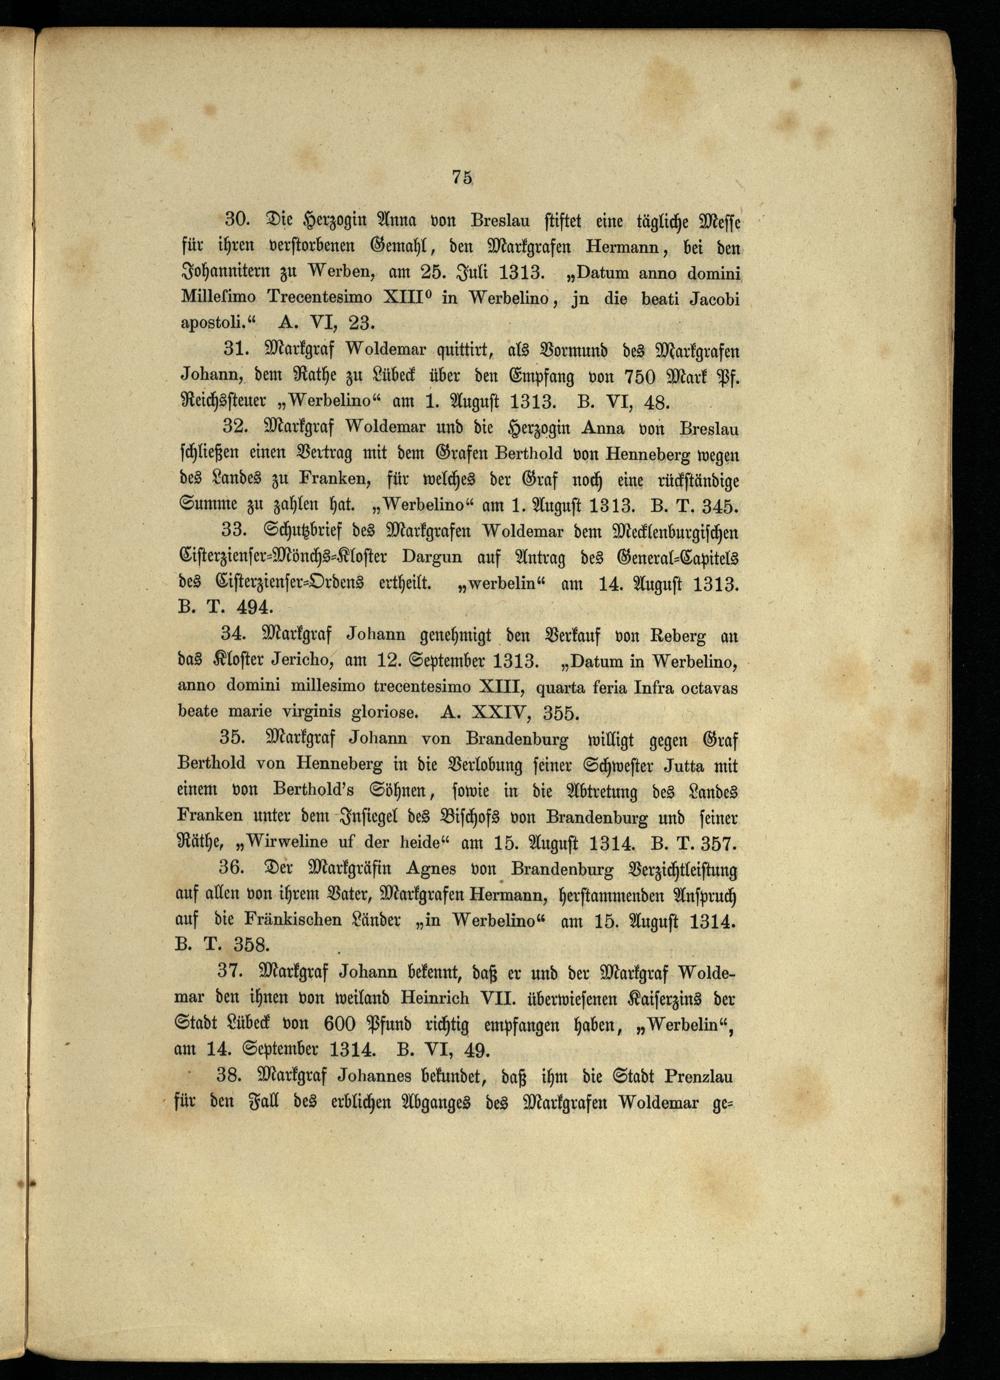 75
30. Die Herzogin Anna von Breslau stiftet eine tägliche Messe
für ihren verstorbenen Gemahl, den Markgrafen Hermann, bei den
Johannitern zu Werben, am 25. Juli 1313. „Datum anno domini
Millesimo Trecentesimo XIII⁰ in Werbelino, jn die beati Jacobi
apostoli.“ A. VI, 23.
31. Markgraf Woldemar quittirt, als Vormund des Markgrafen
Johann, dem Rathe zu Lübeck über den Empfang von 750 Mark Pf.
Reichssteuer „Werbelino“ am 1. August 1313. B. VI, 48.
32. Markgraf Woldemar und die Herzogin Anna von Breslau
schließen einen Vertrag mit dem Grafen Berthold von Henneberg wegen
des Landes zu Franken, für welches der Graf noch eine rückständige
Summe zu zahlen hat. „Werbelino“ am 1. August 1313. B. T. 345.
33. Schutzbrief des Markgrafen Woldemar dem Mecklenburgischen
Cisterzienser-Mönchs-Kloster Dargun auf Antrag des General-Capitels
des Cisterzienser-Ordens ertheilt. „werbelin“ am 14. August 1313.
B. T. 494.
34. Markgraf Johann genehmigt den Verkauf von Reberg an
das Kloster Jericho, am 12. September 1313. „Datum in Werbelino,
anno domini millesimo trecentesimo XIII, quarta feria Infra octavas
beate marie virginis gloriose. A. XXIV, 355.
35. Markgraf Johann von Brandenburg willigt gegen Graf
Berthold von Henneberg in die Verlobung seiner Schwester Jutta mit
einem von Berthold's Söhnen, sowie in die Abtretung des Landes
Franken unter dem Insiegel des Bischofs von Brandenburg und seiner
Räthe, „Wirweline uf der heide“ am 15. August 1314. B. T. 357.
36. Der Markgräfin Agnes von Brandenburg Verzichtleistung
auf allen von ihrem Vater, Markgrafen Hermann, herstammenden Anspruch
auf die Fränkischen Länder „in Werbelino“ am 15. August 1314.
B. T. 358.
37. Markgraf Johann bekennt, daß er und der Markgraf Wolde-
mar den ihnen von weiland Heinrich VII. überwiesenen Kaiserzins der
Stadt Lübeck von 600 Pfund richtig empfangen haben, „Werbelin“,
am 14. September 1314. B. VI, 49.
38. Markgraf Johannes bekundet, daß ihm die Stadt Prenzlau
für den Fall des erblichen Abganges des Markgrafen Woldemar ge-